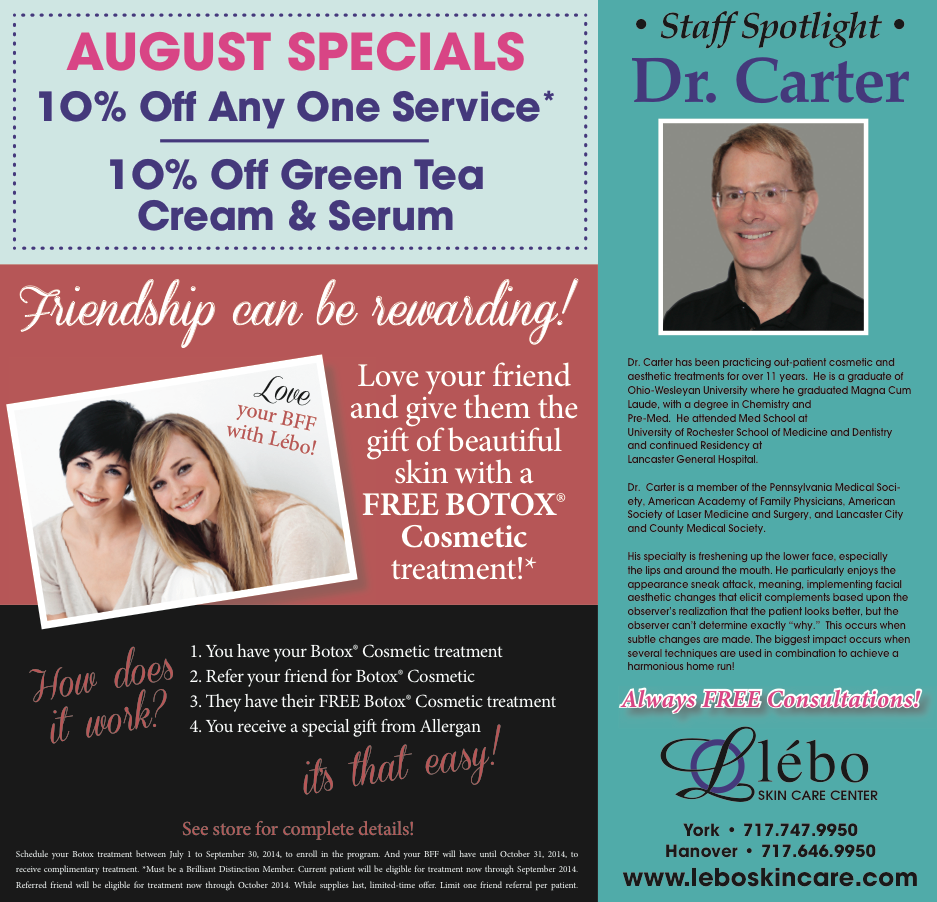 AUGUST SPECIALS
10% Off Any One Service*
10% Off Green Tea
Cream & Serum
Friendship can be rewarding!
Love
your BFF
with Lébo!
Love your friend
and give them the
gift of beautiful
skin with a
FREE BOTOX®
Cosmetic
treatment!*
How does
it work?
1. You have your Botox® Cosmetic treatment
2. Refer your friend for Botox® Cosmetic
3. They have their FREE Botox® Cosmetic treatment
4. You receive a special gift from Allergan
it's that easy!
See store for complete details!
Schedule your Botox treatment between July 1 to September 30, 2014, to enroll in the program. And your BFF will have until October 31, 2014, to
receive complimentary treatment. *Must be a Brilliant Distinction Member. Current patient will be eligible for treatment now through September 2014.
Referred friend will be eligible for treatment now through October 2014. While supplies last, limited-time offer. Limit one friend referral per patient.
• Staff Spotlight •
Dr. Carter
Dr. Carter has been practicing out-patient cosmetic and
aesthetic treatments for over 11 years. He is a graduate of
Ohio-Wesleyan University where he graduated Magna Cum
Laude, with a degree in Chemistry and
Pre-Med. He attended Med School at
University of Rochester School of Medicine and Dentistry
and continued Residency at
Lancaster General Hospital.
Dr. Carter is a member of the Pennsylvania Medical Soci-
ety, American Academy of Family Physicians, American
Society of Laser Medicine and Surgery, and Lancaster City
and County Medical Society.
His specialty is freshening up the lower face, especially
the lips and around the mouth. He particularly enjoys the
appearance sneak attack, meaning, implementing facial
aesthetic changes that elicit complements based upon the
observer's realization that the patient looks better, but the
observer can't determine exactly "why." This occurs when
subtle changes are made. The biggest impact occurs when
several techniques are used in combination to achieve a
harmonious home run!
Always FREE Consultations!
L lébo
SKIN CARE CENTER
York • 717.747.9950
Hanover • 717.646.9950
www.leboskincare.com